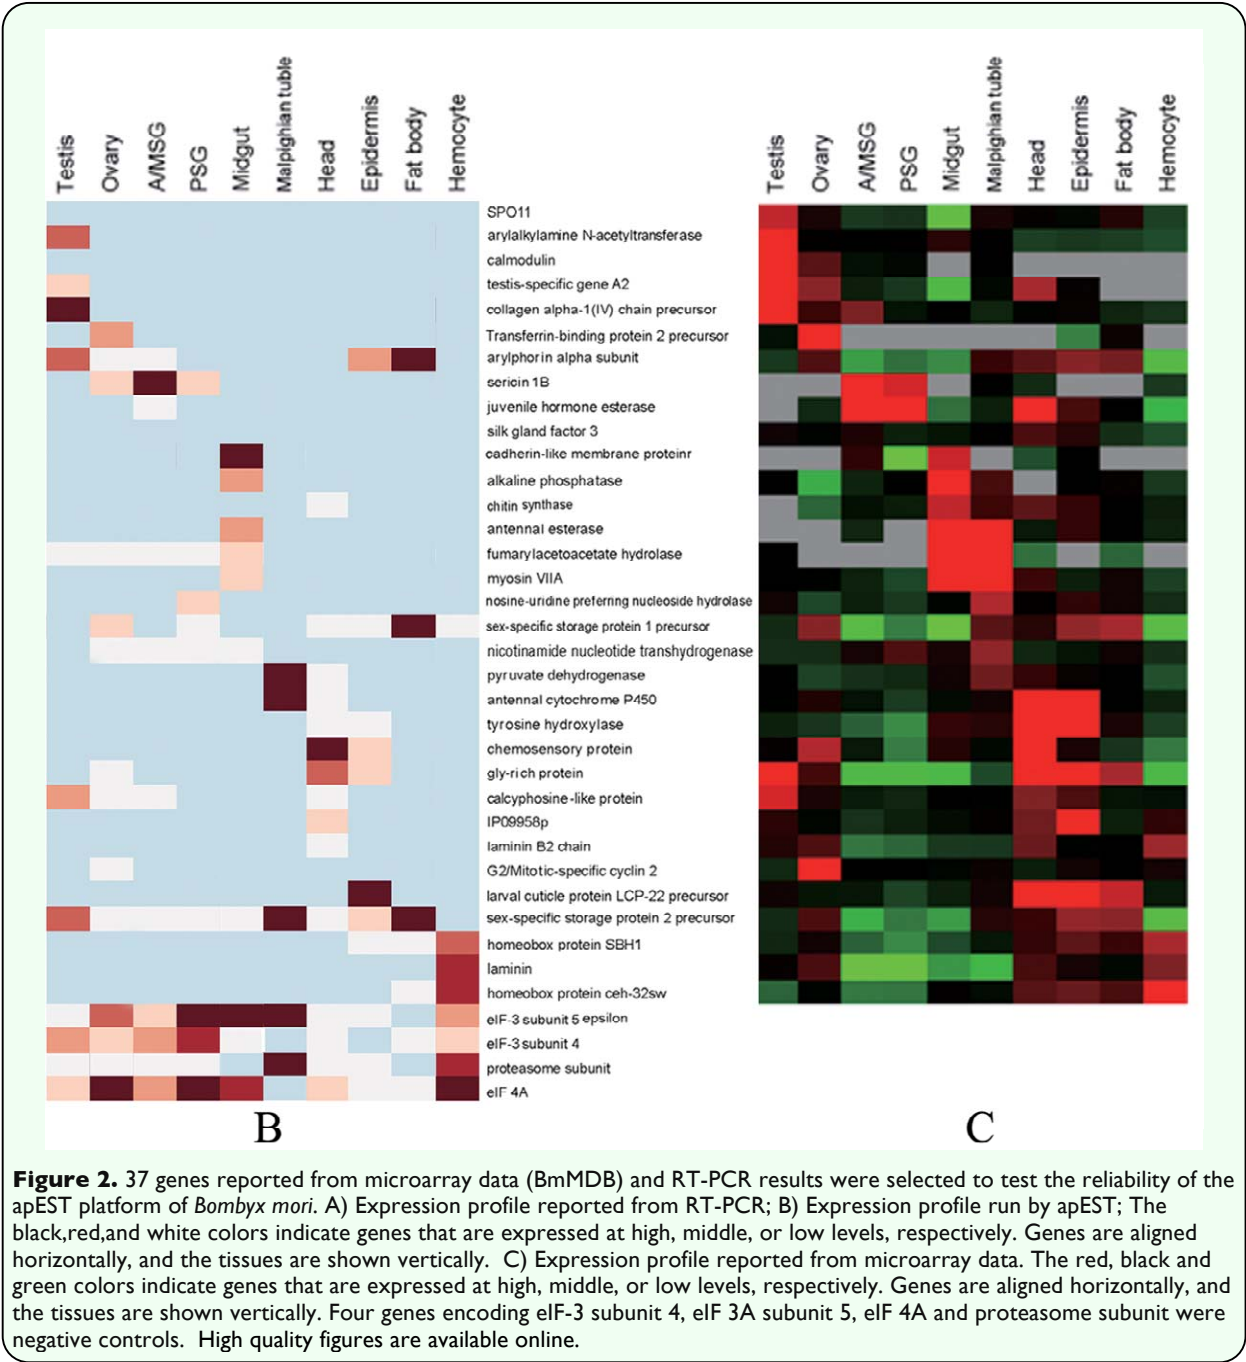 Testis
Ovary
A/MSG
PSG
Midgut
Malpighian tuble
Head
Epidermis
Fat body
Hemocyte
Testis
Ovary
A/MSG
PSG
Midgut
Malpighian tuble
Head
Epidermis
Fat body
Hemocyte
SPO11
arylalkylamine N-acetyltransferase
calmodulin
testis-specific gene A2
collagen alpha-1(IV) chain precursor
Transferrin-binding protein 2 precursor
arylphorin alpha subunit
sericin 1B
juvenile hormone esterase
silk gland factor 3
cadherin-like membrane proteinr
alkaline phosphatase
chitin synthase
antennal esterase
fumarylacetoacetate hydrolase
myosin VIIA
nosine-uridine preferring nucleoside hydrolase
sex-specific storage protein 1 precursor
nicotinamide nucleotide transhydrogenase
pyruvate dehydrogenase
antennal cytochrome P450
tyrosine hydroxylase
chemosensory protein
gly-rich protein
calcyphosine-like protein
IP09958p
laminin B2 chain
G2/Mitotic-specific cyclin 2
larval cuticle protein LCP-22 precursor
sex-specific storage protein 2 precursor
homeobox protein SBH1
laminin
homeobox protein ceh-32sw
eIF-3 subunit 5 epsilon
eIF-3 subunit 4
proteasome subunit
eIF 4A
B
C
Figure 2. 37 genes reported from microarray data (BmMDB) and RT-PCR results were selected to test the reliability of the
apEST platform of Bombyx mori. A) Expression profile reported from RT-PCR; B) Expression profile run by apEST; The
black,red,and white colors indicate genes that are expressed at high, middle, or low levels, respectively. Genes are aligned
horizontally, and the tissues are shown vertically. C) Expression profile reported from microarray data. The red, black and
green colors indicate genes that are expressed at high, middle, or low levels, respectively. Genes are aligned horizontally, and
the tissues are shown vertically. Four genes encoding eIF-3 subunit 4, eIF 3A subunit 5, eIF 4A and proteasome subunit were
negative controls. High quality figures are available online.